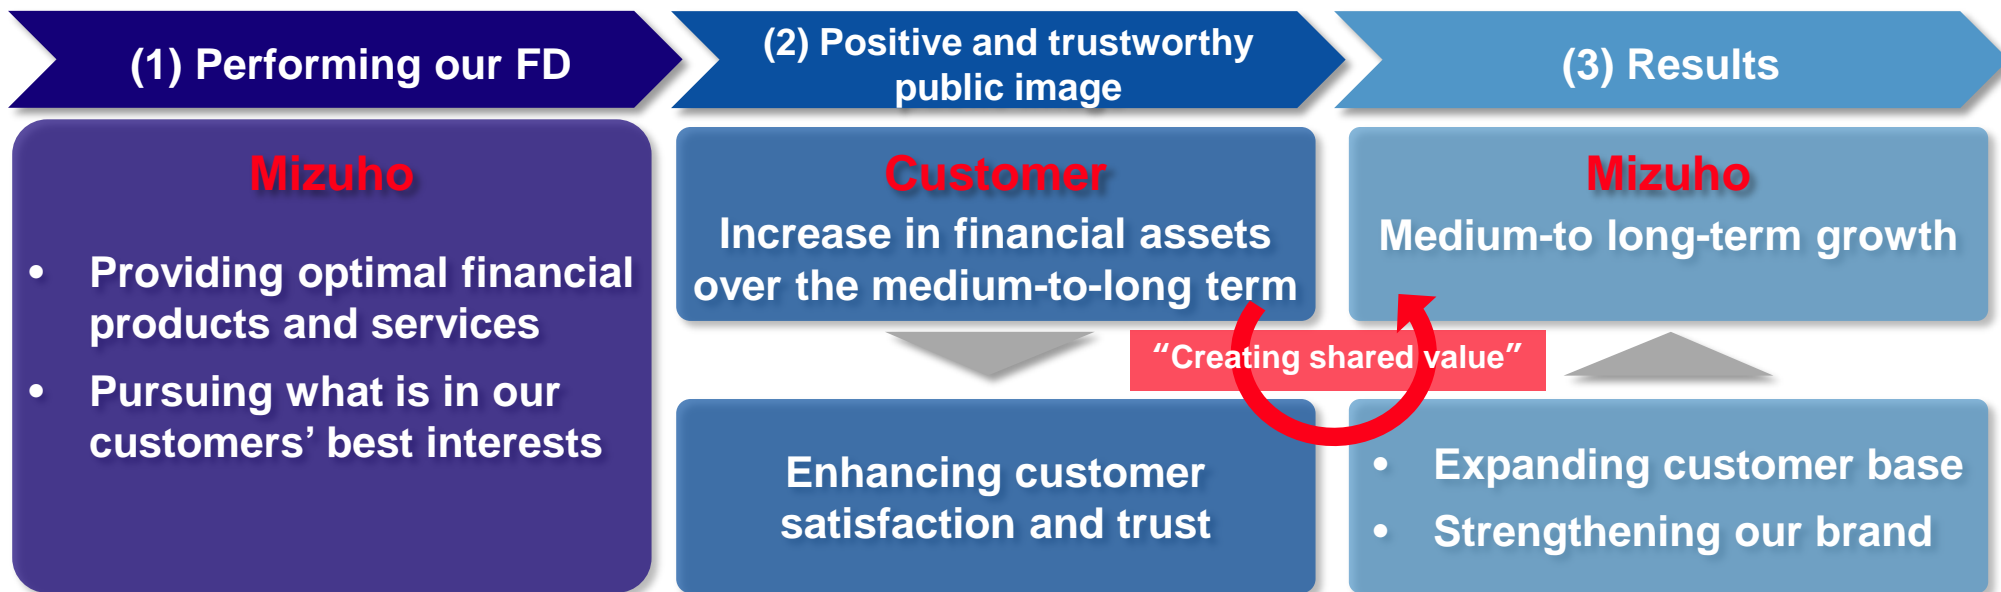 (1) Performing our FD
(2) Positive and trustworthy
public image
(3) Results
Mizuho
• Providing optimal financial
products and services
• Pursuing what is in our
customers’ best interests
Customer
Increase in financial assets
over the medium-to-long term
Enhancing customer
satisfaction and trust
“Creating shared value”
Mizuho
Medium-to long-term growth
• Expanding customer base
• Strengthening our brand